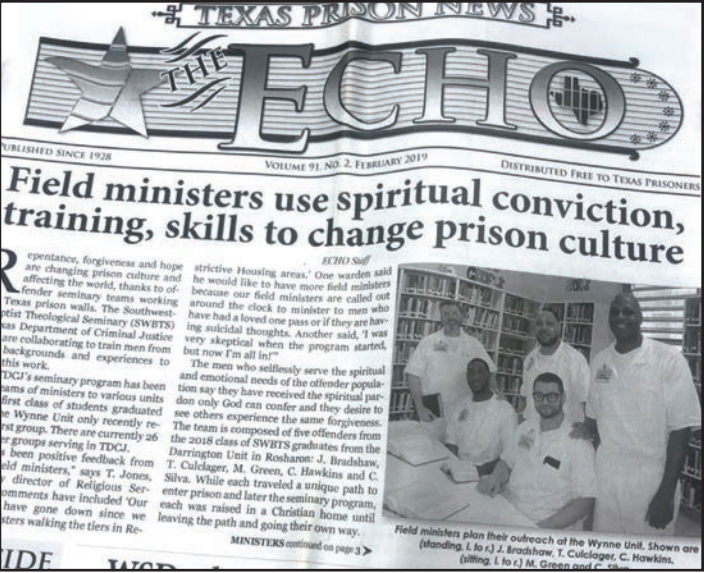 TEXAS PRISON NEWS
THE ECHO
PUBLISHED SINCE 1928
VOLUME 91, NO. 2, FEBRUARY 2019
DISTRIBUTED FREE TO TEXAS PRISONERS
Field ministers use spiritual conviction,
training, skills to change prison culture
ECHO Staff
Repentance, forgiveness and hope
are changing prison culture and
affecting the world, thanks to of-
fender seminary teams working
Texas prison walls. The Southwest-
ptist Theological Seminary (SWBTS)
xas Department of Criminal Justice
are collaborating to train men from
backgrounds and experiences to
this work.
TDCJ's seminary program has been
ams of ministers to various units
first class of students graduated
e Wynne Unit only recently re-
rst group. There are currently 26
er groups serving in TDCJ.
s been positive feedback from
eld ministers," says T. Jones,
y director of Religious Ser-
omments have included 'Our
have gone down since we
sters walking the tiers in Re-
strictive Housing areas.' One warden said
he would like to have more field ministers
because our field ministers are called out
around the clock to minister to men who
have had a loved one pass or if they are hav-
ing suicidal thoughts. Another said, 'I was
very skeptical when the program started,
but now I'm all in!'"
The men who selflessly serve the spiritual
and emotional needs of the offender popula-
tion say they have received the spiritual par-
don only God can confer and they desire to
see others experience the same forgiveness.
The team is composed of five offenders from
the 2018 class of SWBTS graduates from the
Darrington Unit in Rosharon: J. Bradshaw,
T. Culclager, M. Green, C. Hawkins and C.
Silva. While each traveled a unique path to
enter prison and later the seminary program,
each was raised in a Christian home until
leaving the path and going their own way.
MINISTERS continued on page 3
Field ministers plan their outreach at the Wynne Unit. Shown are
(standing, l. to r.) J. Bradshaw, T. Culclager, C. Hawkins,
(sitting, l. to r.) M. Green and C.